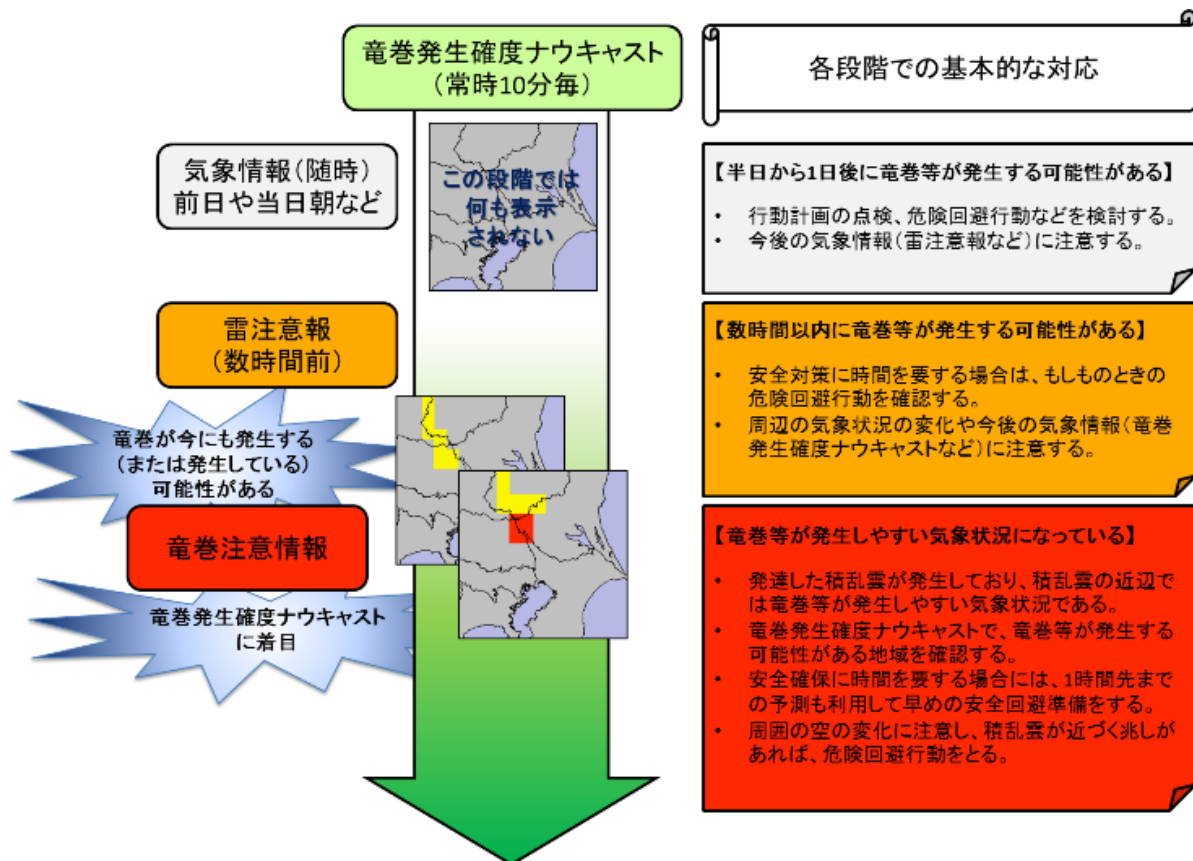 竜巻発生確度ナウキャスト
(常時10分毎)
各段階での基本的な対応
気象情報(随時)
前日や当日朝など
この段階では
何も表示
されない
【半日から1日後に竜巻等が発生する可能性がある】
• 行動計画の点検、危険回避行動などを検討する。
• 今後の気象情報(雷注意報など)に注意する。
雷注意報
(数時間前)
【数時間以内に竜巻等が発生する可能性がある】
• 安全対策に時間を要する場合は、もしものときの
危険回避行動を確認する。
• 周辺の気象状況の変化や今後の気象情報(竜巻
発生確度ナウキャストなど)に注意する。
竜巻が今にも発生する
(または発生している)
可能性がある
竜巻注意情報
竜巻発生確度ナウキャスト
に着目
【竜巻等が発生しやすい気象状況になっている】
• 発達した積乱雲が発生しており、積乱雲の近辺で
は竜巻等が発生しやすい気象状況である。
• 竜巻発生確度ナウキャストで、竜巻等が発生する
可能性がある地域を確認する。
• 安全確保に時間を要する場合には、1時間先まで
の予測も利用して早めの安全回避準備をする。
• 周囲の空の変化に注意し、積乱雲が近づく兆しが
あれば、危険回避行動をとる。